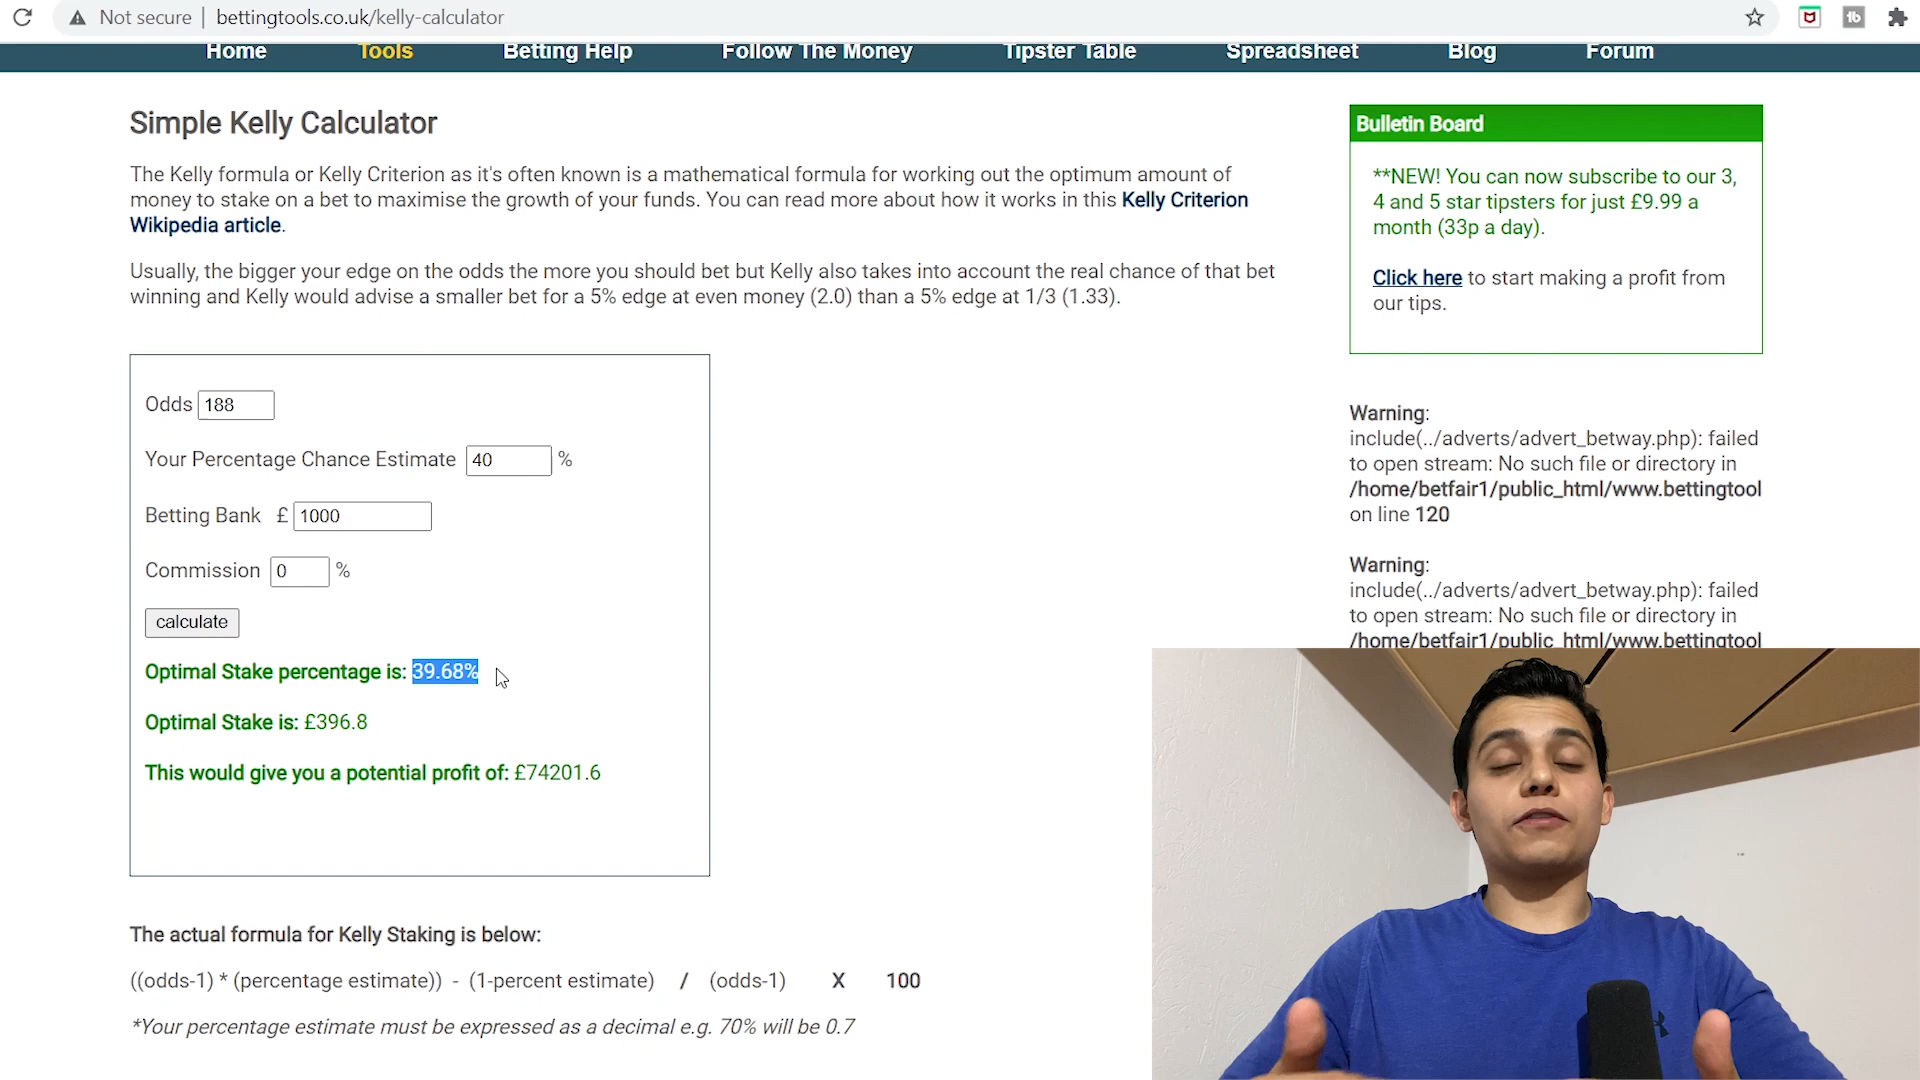 Not secure | bettingtools.co.uk/kelly-calculator
Home Tools Betting Help Follow The Money Tipster Table Spreadsheet Blog Forum
Simple Kelly Calculator
The Kelly formula or Kelly Criterion as it's often known is a mathematical formula for working out the optimum amount of
money to stake on a bet to maximise the growth of your funds. You can read more about how it works in this Kelly Criterion
Wikipedia article.
Usually, the bigger your edge on the odds the more you should bet but Kelly also takes into account the real chance of that bet
winning and Kelly would advise a smaller bet for a 5% edge at even money (2.0) than a 5% edge at 1/3 (1.33).
Odds 188
Your Percentage Chance Estimate 40 %
Betting Bank £ 1000
Commission 0 %
calculate
Optimal Stake percentage is: 39.68%
Optimal Stake is: £396.8
This would give you a potential profit of: £74201.6
The actual formula for Kelly Staking is below:
((odds-1) * (percentage estimate)) - (1-percent estimate) / (odds-1) X 100
*Your percentage estimate must be expressed as a decimal e.g. 70% will be 0.7
Bulletin Board
**NEW! You can now subscribe to our 3,
4 and 5 star tipsters for just £9.99 a
month (33p a day).
Click here to start making a profit from
our tips.
Warning:
include(../adverts/advert_betway.php): failed
to open stream: No such file or directory in
/home/betfair1/public_html/www.bettingtool
on line 120
Warning:
include(../adverts/advert_betway.php): failed
to open stream: No such file or directory in
/home/betfair1/public_html/www.bettingtool